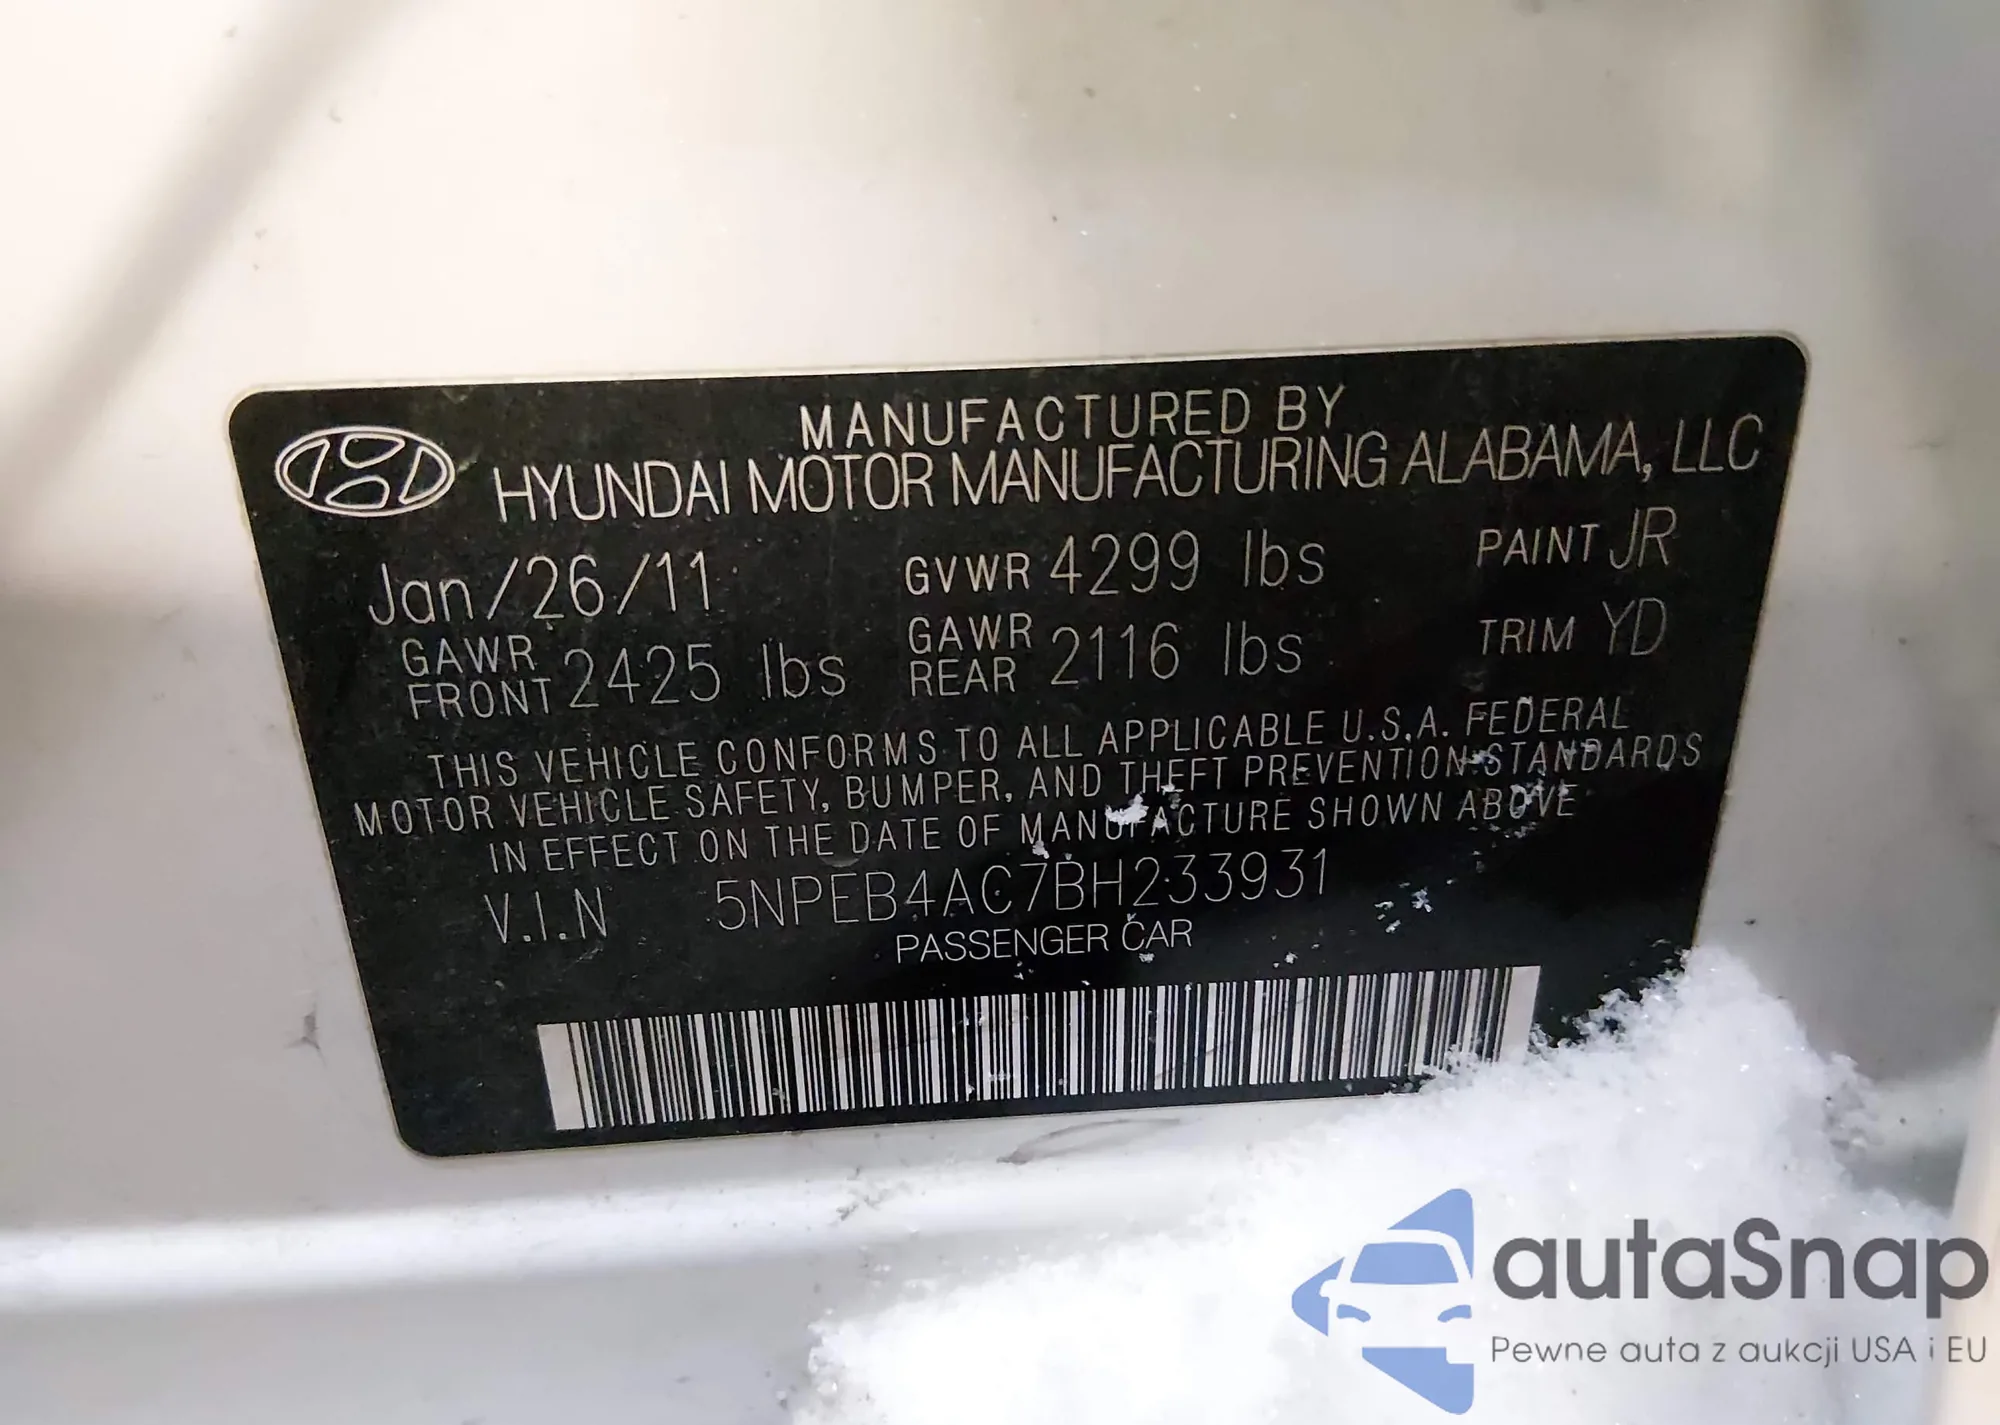 MANUFACTURED BY
HYUNDAI MOTOR MANUFACTURING ALABAMA, LLC
Jan/26/11 GVWR 4299 lbs PAINT JR
GAWR FRONT 2425 lbs GAWR REAR 2116 lbs TRIM YD
THIS VEHICLE CONFORMS TO ALL APPLICABLE U.S.A. FEDERAL
MOTOR VEHICLE SAFETY, BUMPER, AND THEFT PREVENTION STANDARDS
IN EFFECT ON THE DATE OF MANUFACTURE SHOWN ABOVE
V.I.N 5NPEB4AC7BH233931
PASSENGER CAR
autaSnap
Pewne auta z aukcji USA i EU